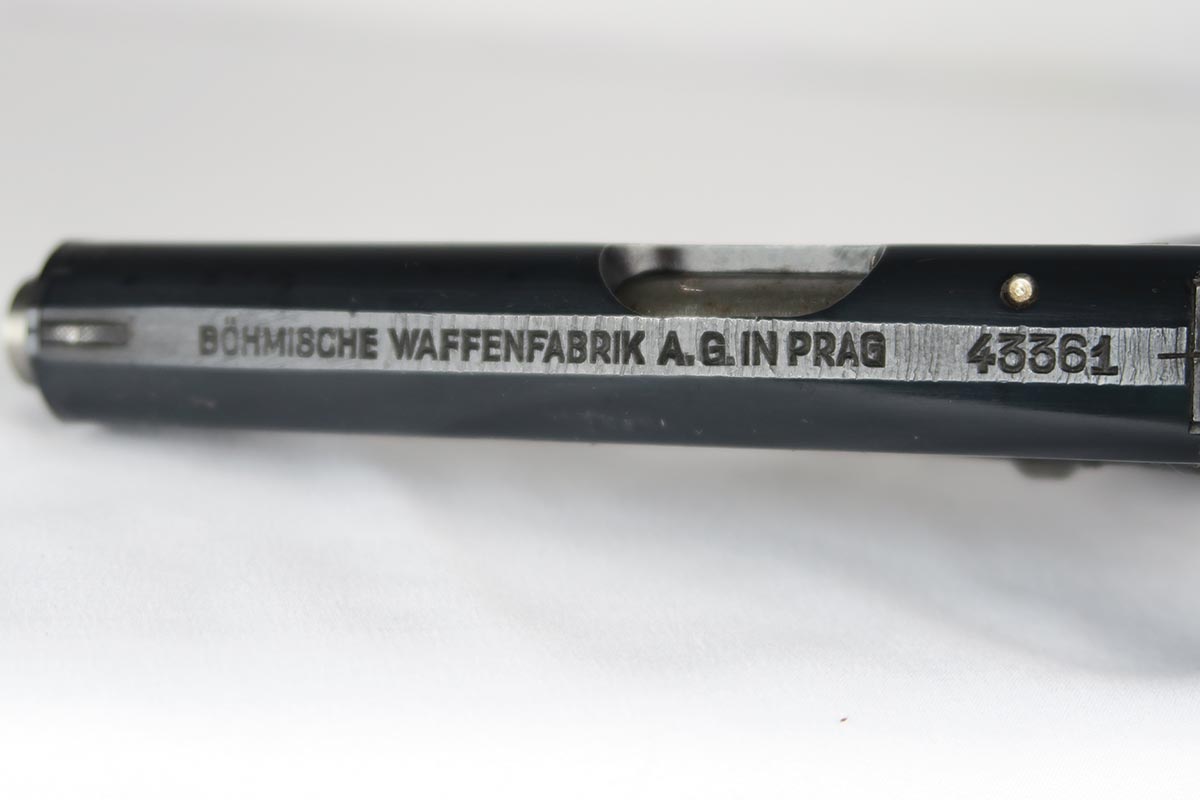 BÖHMISCHE WAFFENFABRIK A.G. IN PRAG 43361